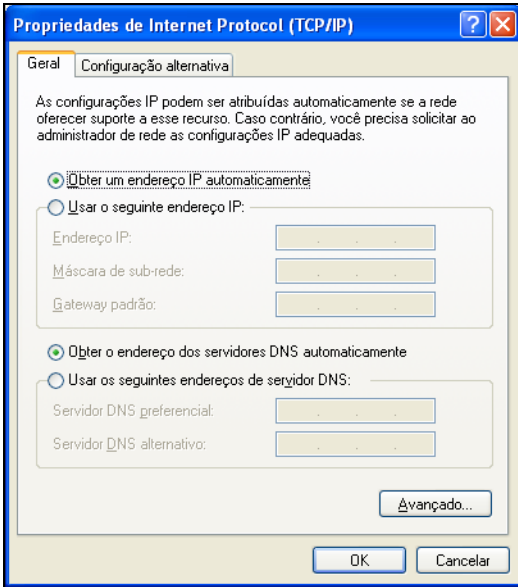 Propriedades de Internet Protocol (TCP/IP)
Geral
Configuração alternativa
As configurações IP podem ser atribuídas automaticamente se a rede
oferecer suporte a esse recurso. Caso contrário, você precisa solicitar ao
administrador de rede as configurações IP adequadas.
Obter um endereço IP automaticamente
Usar o seguinte endereço IP:
Endereço IP:
Máscara de sub-rede:
Gateway padrão:
Obter o endereço dos servidores DNS automaticamente
Usar os seguintes endereços de servidor DNS:
Servidor DNS preferencial:
Servidor DNS alternativo:
Avançado...
OK
Cancelar